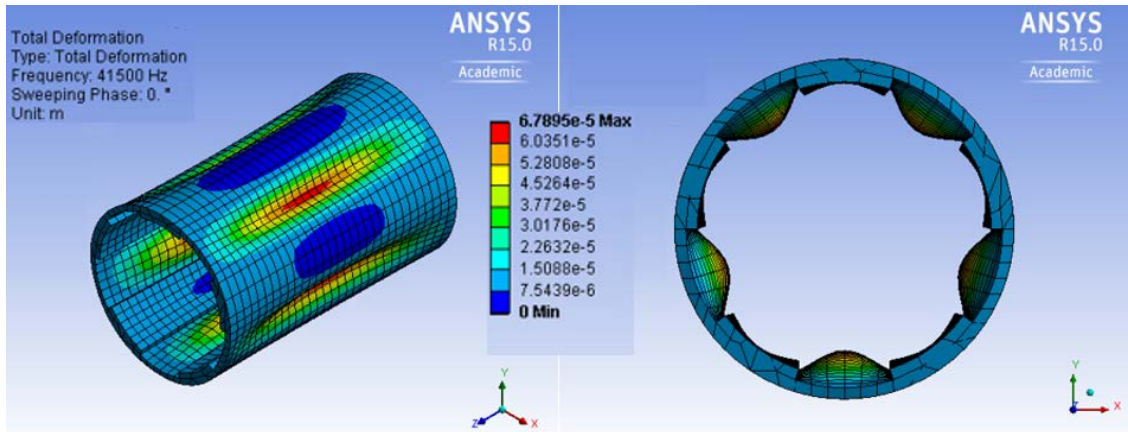 Total Deformation
Type: Total Deformation
Frequency: 41500 Hz
Sweeping Phase: 0. °
Unit: m
ANSYS
R15.0
Academic
6.7895e-5 Max
6.0351e-5
5.2808e-5
4.5264e-5
3.772e-5
3.0176e-5
2.2632e-5
1.5088e-5
7.5439e-6
0 Min
Y
Z
X
ANSYS
R15.0
Academic
Y
X